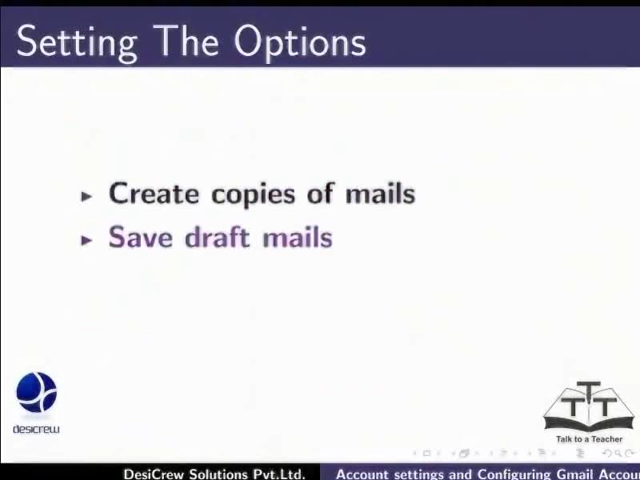 Setting The Options
Create copies of mails
Save draft mails
desicrew
TTT
Talk to a Teacher
DesiCrew Solutions Pvt.Ltd.
Account settings and Configuring Gmail Accou